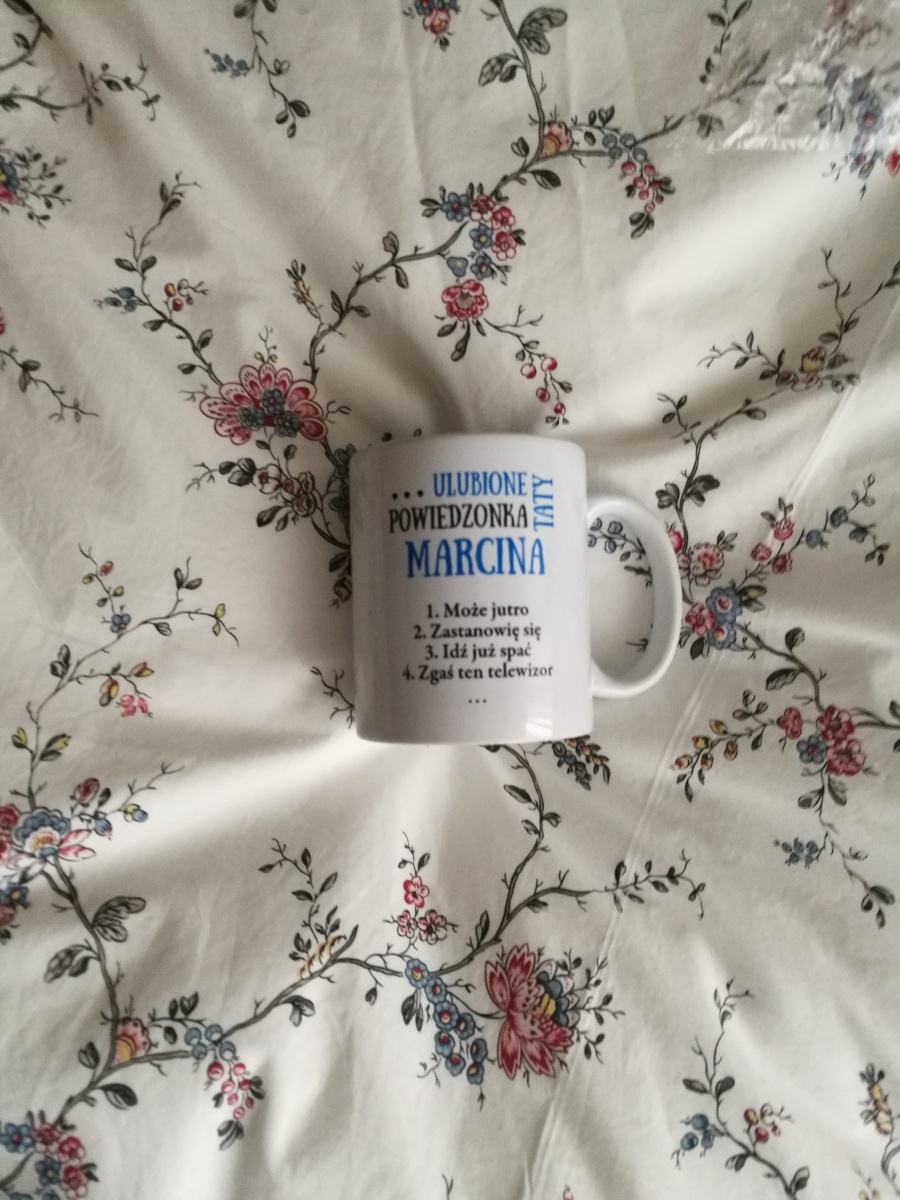 ... ULUBIONE
POWIEDZONKA TATY
MARCINA
1. Może jutro
2. Zastanowię się
3. Idź już spać
4. Zgaś ten telewizor
...